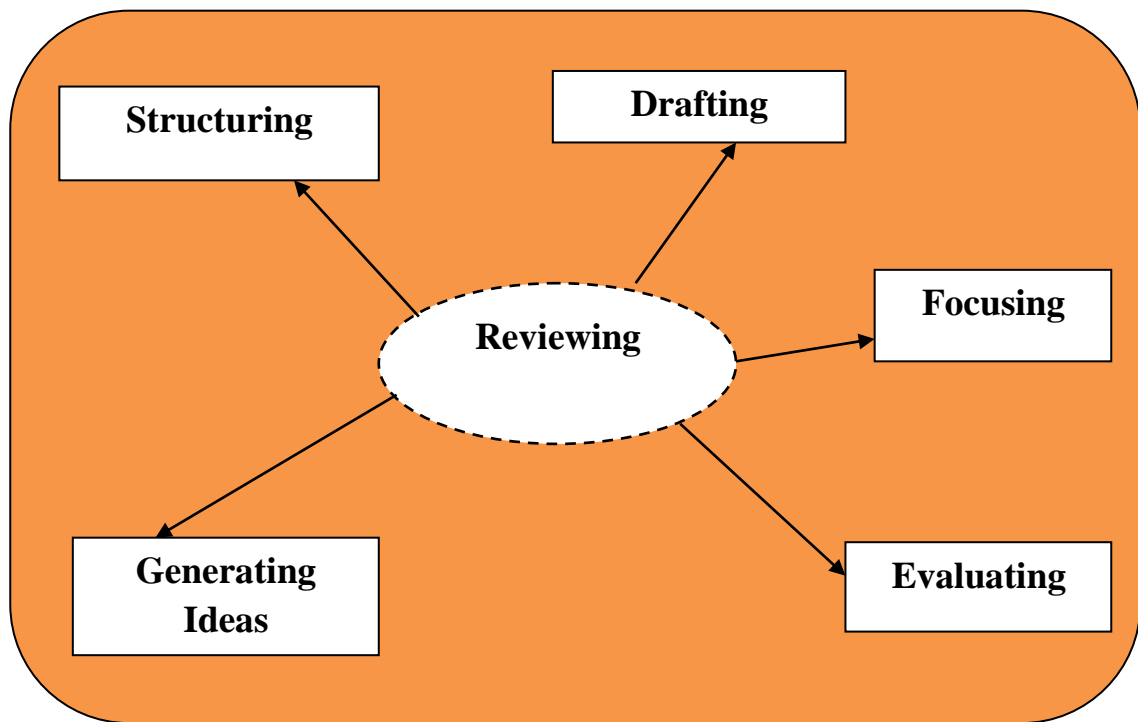 Structuring
Drafting
Focusing
Reviewing
Generating
Ideas
Evaluating